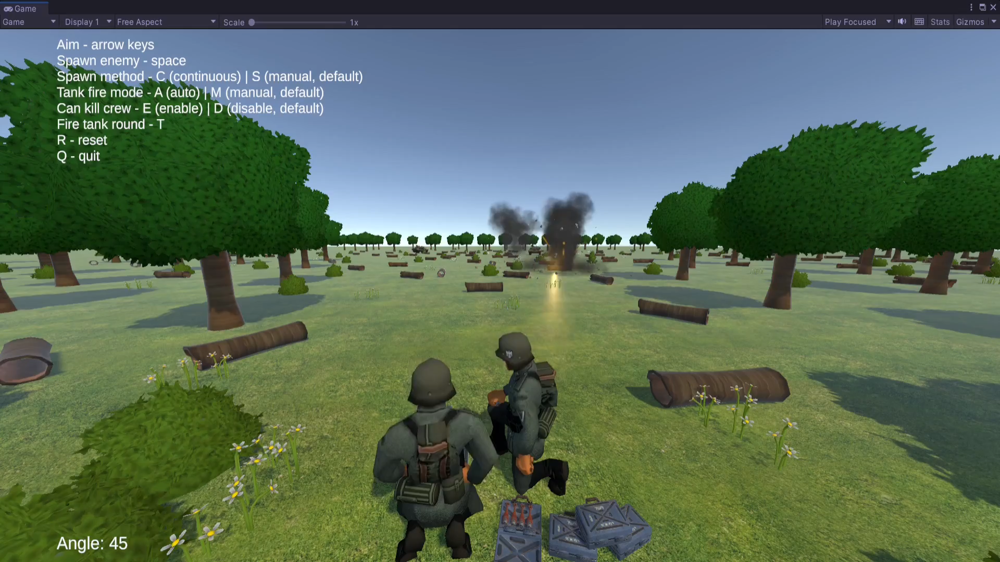 Game
Game Display 1 Free Aspect Scale 1x Play Focused Stats Gizmos
Aim - arrow keys
Spawn enemy - space
Spawn method - C (continuous) | S (manual, default)
Tank fire mode - A (auto) | M (manual, default)
Can kill crew - E (enable) | D (disable, default)
Fire tank round - T
R - reset
Q - quit
Angle: 45